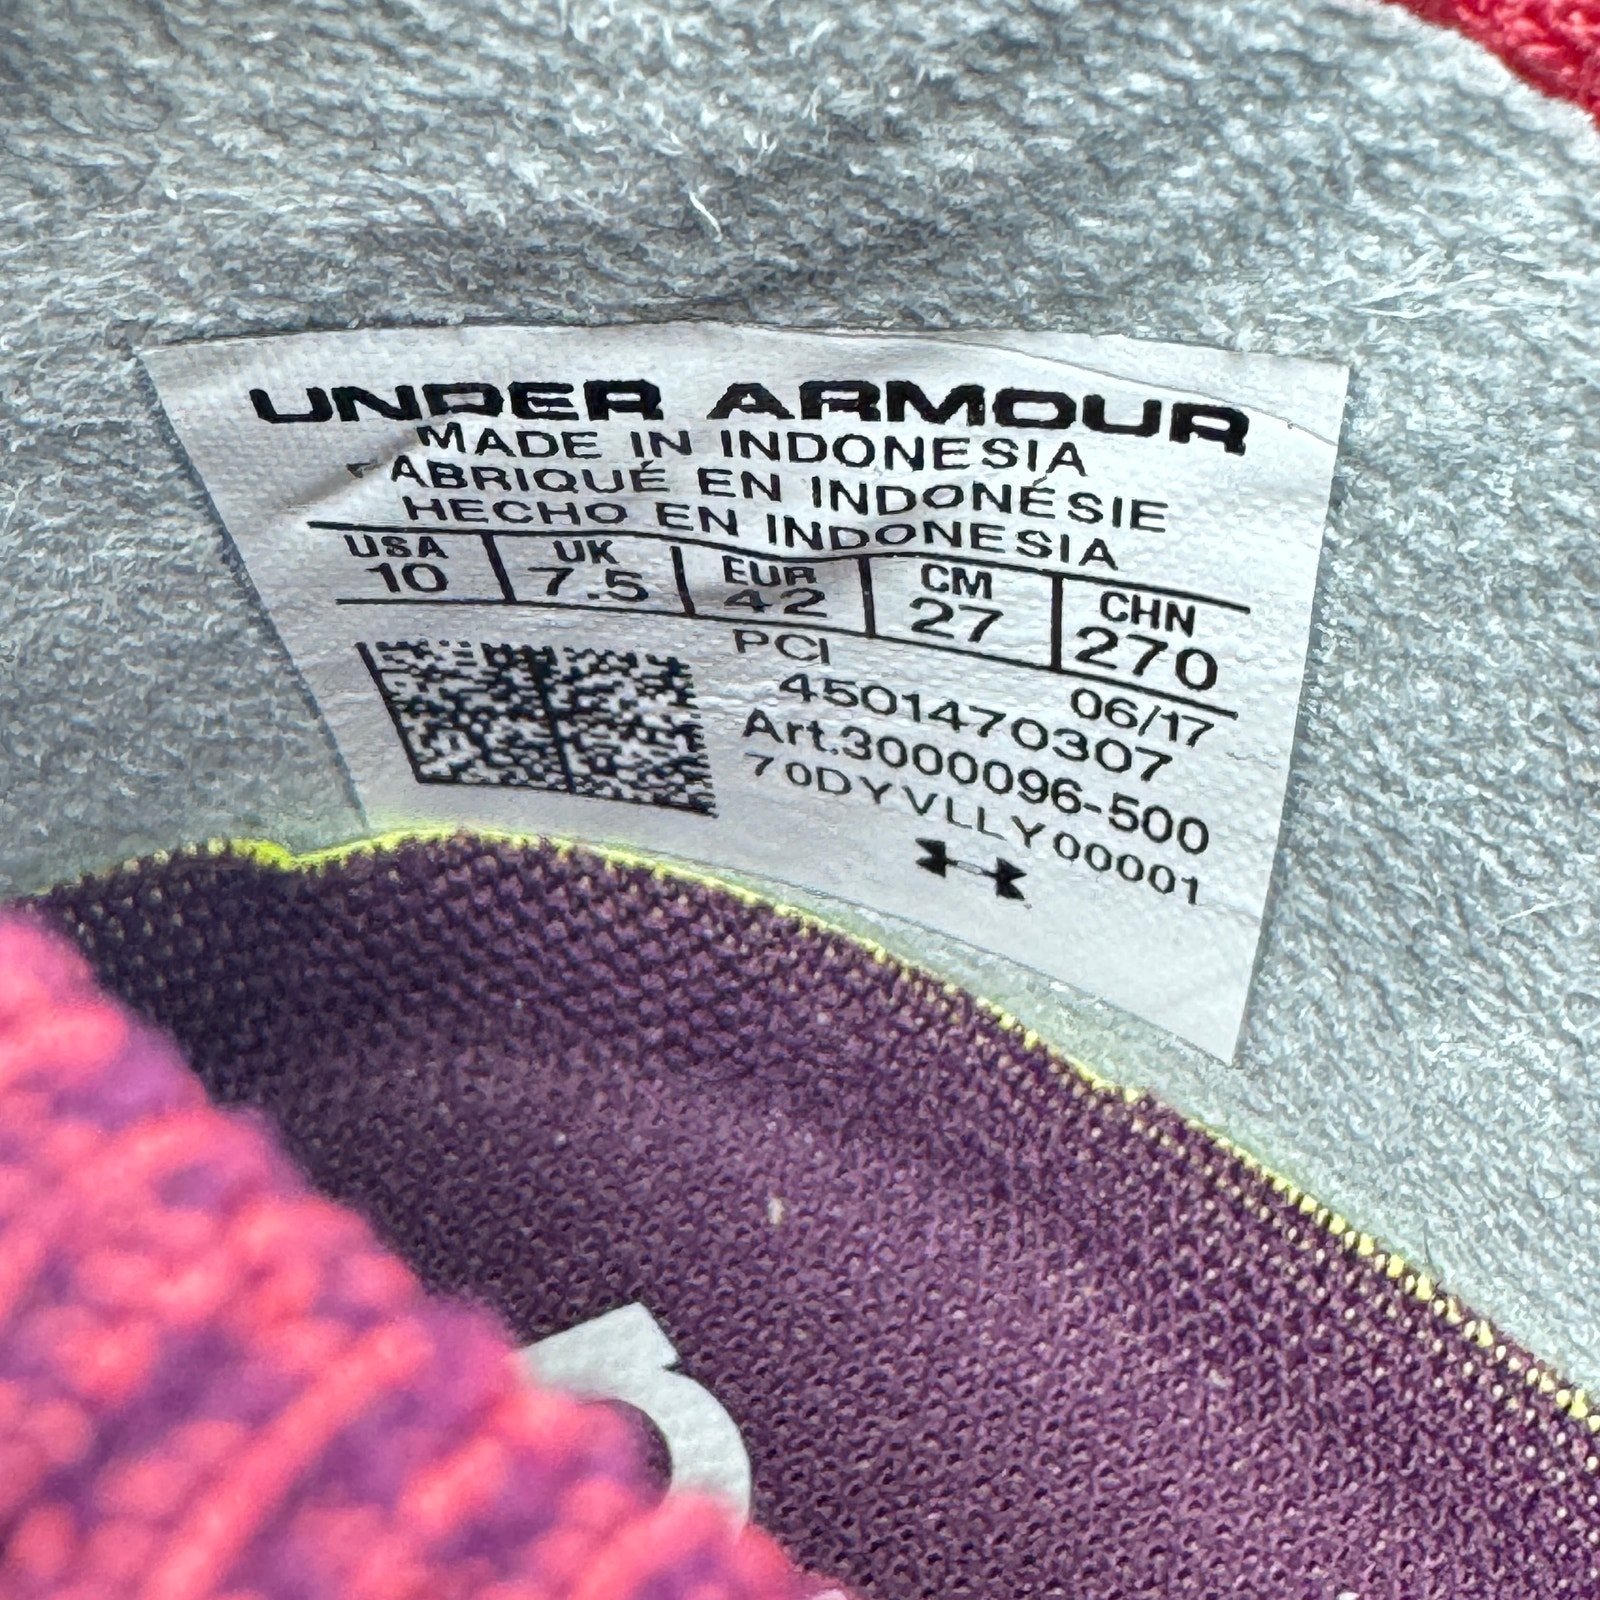 UNDER ARMOUR
MADE IN INDONESIA
FABRIQUÉ EN INDONÉSIE
HECHO EN INDONESIA
USA UK EUR CM CHN
10 7.5 42 27 270
PCI 06/17
4501470307
Art.3000096-500
70DYVLLY00001